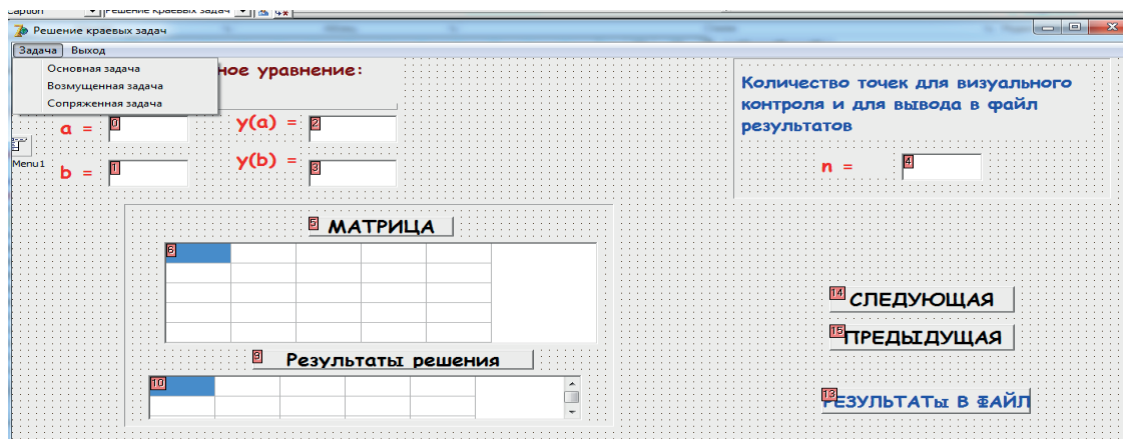 Caption Решение краевых задач
Решение краевых задач
Задача Выход
Основная задача
Возмущенная задача
Сопряженная задача
ное уравнение:
a = 0
y(a) = 2
b = 1
y(b) = 3
Menu1
Количество точек для визуального
контроля и для вывода в файл
результатов
n = 4
5 МАТРИЦА
6
9 Результаты решения
10
14 СЛЕДУЮЩАЯ
15 ПРЕДЫДУЩАЯ
13 РЕЗУЛЬТАТы В ФАЙЛ